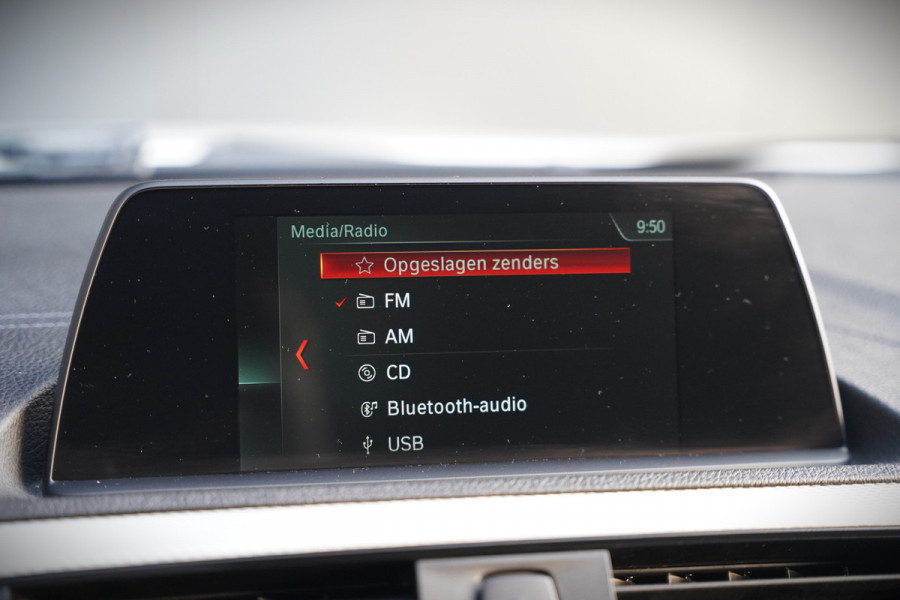 Media/Radio
9:50
Opgeslagen zenders
FM
AM
CD
Bluetooth-audio
USB